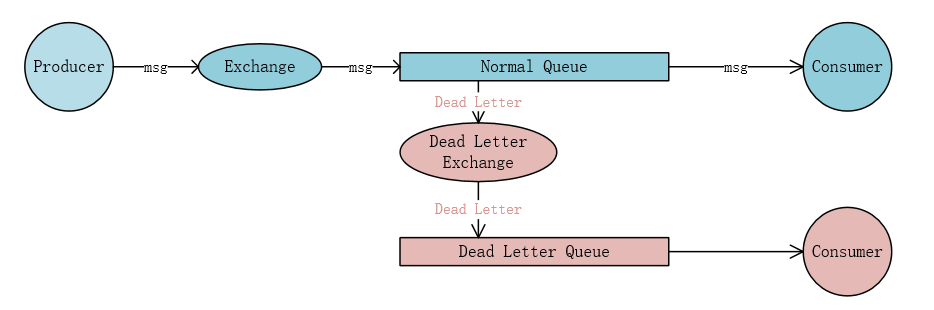 Producer
msg
Exchange
msg
Normal Queue
msg
Consumer
Dead Letter
Dead Letter
Exchange
Dead Letter
Dead Letter Queue
Consumer